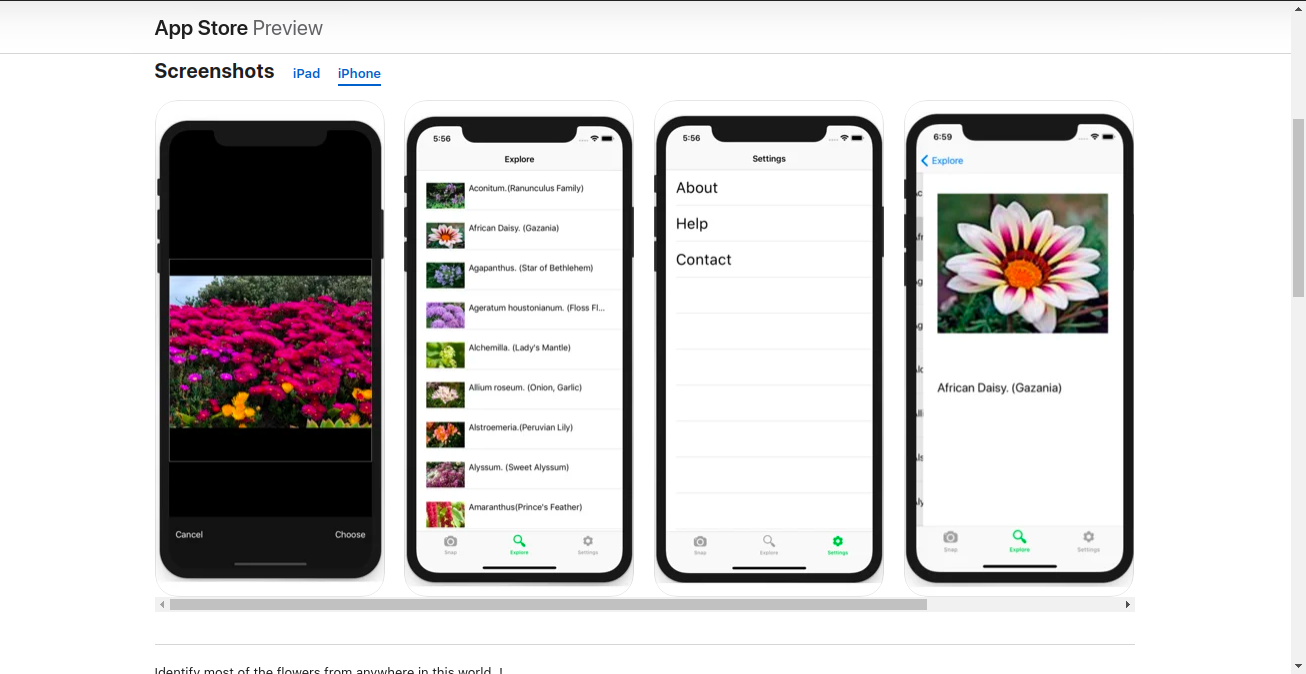 App Store Preview
Screenshots iPad iPhone
Cancel Choose
5:56
Explore
Aconitum.(Ranunculus Family)
African Daisy. (Gazania)
Agapanthus. (Star of Bethlehem)
Ageratum houstonianum. (Floss Fl...
Alchemilla. (Lady's Mantle)
Allium roseum. (Onion, Garlic)
Alstroemeria.(Peruvian Lily)
Alyssum. (Sweet Alyssum)
Amaranthus(Prince's Feather)
Snap Explore Settings
5:56
Settings
About
Help
Contact
Snap Explore Settings
6:59
Explore
African Daisy. (Gazania)
Snap Explore Settings
Identify most of the flowers from anywhere in this world.